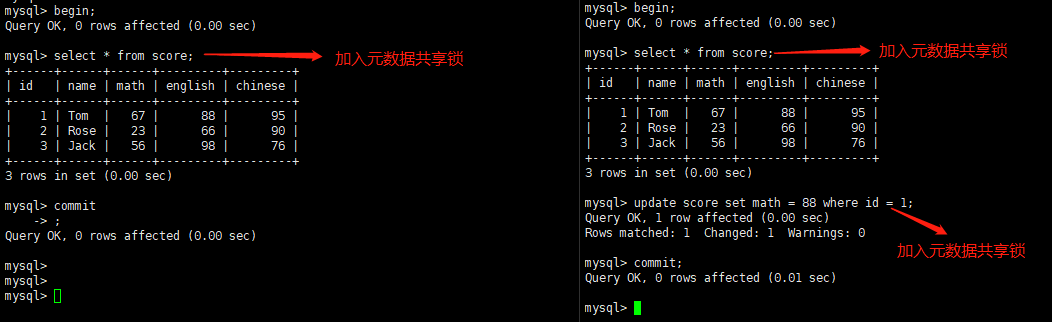 mysql> begin;
Query OK, 0 rows affected (0.00 sec)
mysql> select * from score; 加入元数据共享锁
+------+------+------+---------+---------+
| id   | name | math | english | chinese |
+------+------+------+---------+---------+
|    1 | Tom  |   67 |      88 |      95 |
|    2 | Rose |   23 |      66 |      90 |
|    3 | Jack |   56 |      98 |      76 |
+------+------+------+---------+---------+
3 rows in set (0.00 sec)
mysql> commit
    -> ;
Query OK, 0 rows affected (0.00 sec)
mysql>
mysql>
mysql>
mysql> begin;
Query OK, 0 rows affected (0.00 sec)
mysql> select * from score; 加入元数据共享锁
+------+------+------+---------+---------+
| id   | name | math | english | chinese |
+------+------+------+---------+---------+
|    1 | Tom  |   67 |      88 |      95 |
|    2 | Rose |   23 |      66 |      90 |
|    3 | Jack |   56 |      98 |      76 |
+------+------+------+---------+---------+
3 rows in set (0.00 sec)
mysql> update score set math = 88 where id = 1;
Query OK, 1 row affected (0.00 sec)
Rows matched: 1  Changed: 1  Warnings: 0
加入元数据共享锁
mysql> commit;
Query OK, 0 rows affected (0.01 sec)
mysql>